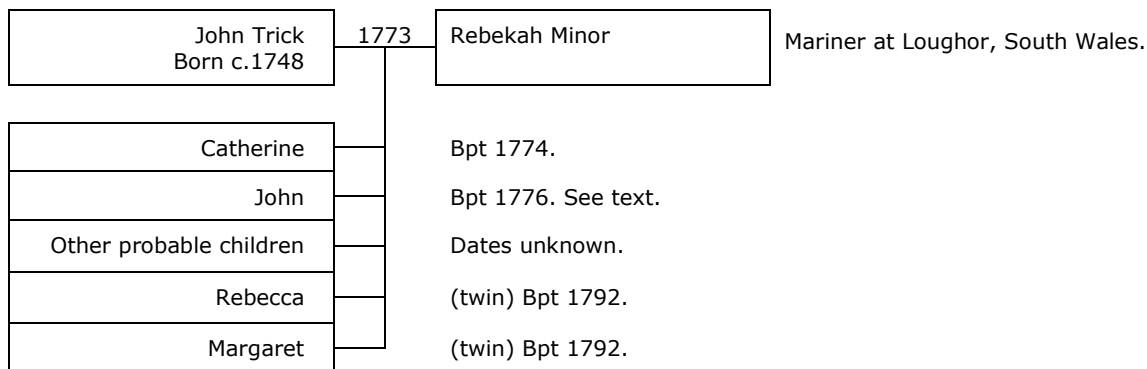 John Trick 1773 Rebekah Minor Mariner at Loughor, South Wales.
Born c.1748
Catherine Bpt 1774.
John Bpt 1776. See text.
Other probable children Dates unknown.
Rebecca (twin) Bpt 1792.
Margaret (twin) Bpt 1792.